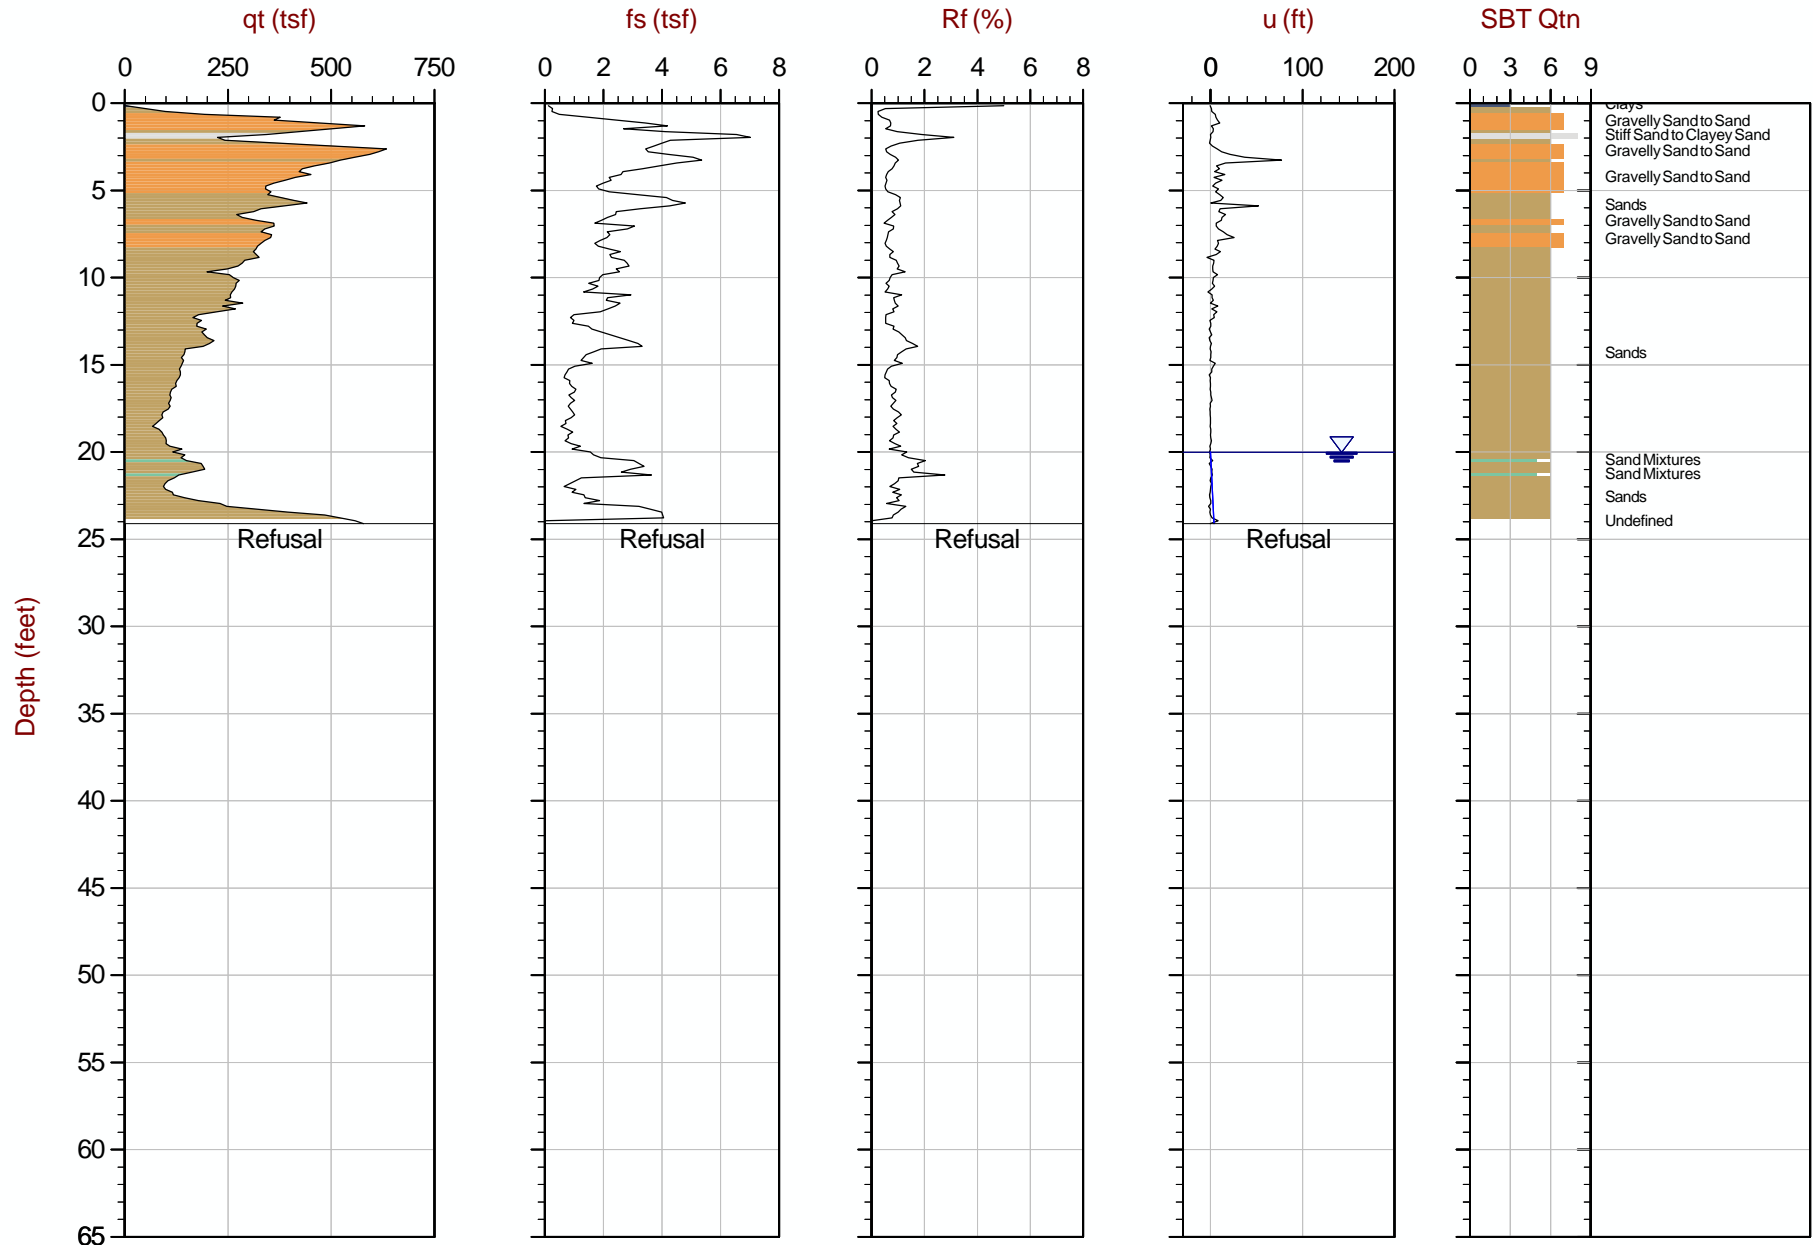 qt (tsf) fs (tsf) Rf (%) u (ft) SBT Qtn
0 250 500 750 0 2 4 6 8 0 2 4 6 8 0 100 200 0 3 6 9
0
Clays
Gravelly Sand to Sand
Stiff Sand to Clayey Sand
Gravelly Sand to Sand
Gravelly Sand to Sand
5
Sands
Gravelly Sand to Sand
Gravelly Sand to Sand
10
Sands
15
20
Sand Mixtures
Sand Mixtures
Sands
Undefined
25
Refusal Refusal Refusal Refusal
30
Depth (feet)
35
40
45
50
55
60
65